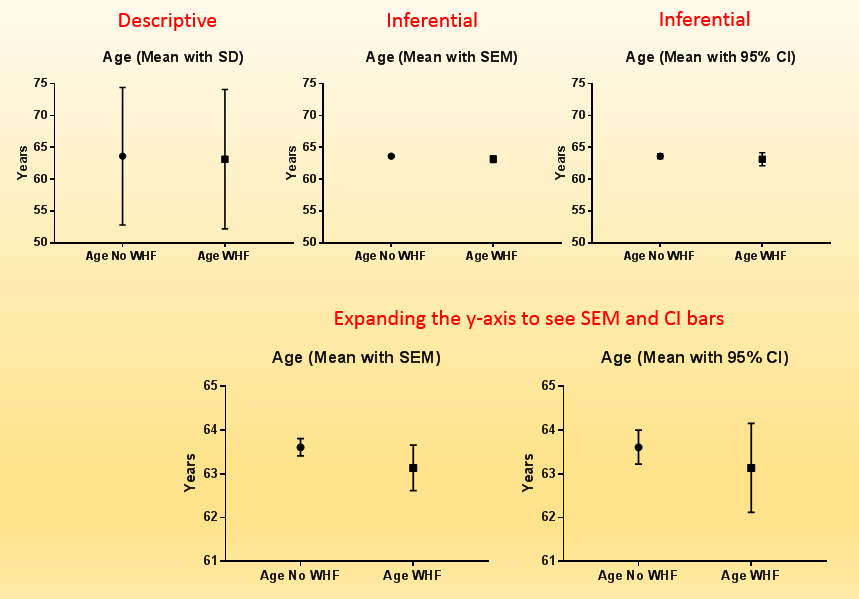 Descriptive
Inferential
Inferential
Age (Mean with SD)
Age (Mean with SEM)
Age (Mean with 95% CI)
Years
75
70
65
60
55
50
Age No WHF
Age WHF
Years
75
70
65
60
55
50
Age No WHF
Age WHF
Years
75
70
65
60
55
50
Age No WHF
Age WHF
Expanding the y-axis to see SEM and CI bars
Age (Mean with SEM)
Age (Mean with 95% CI)
Years
65
64
63
62
61
Age No WHF
Age WHF
Years
65
64
63
62
61
Age No WHF
Age WHF